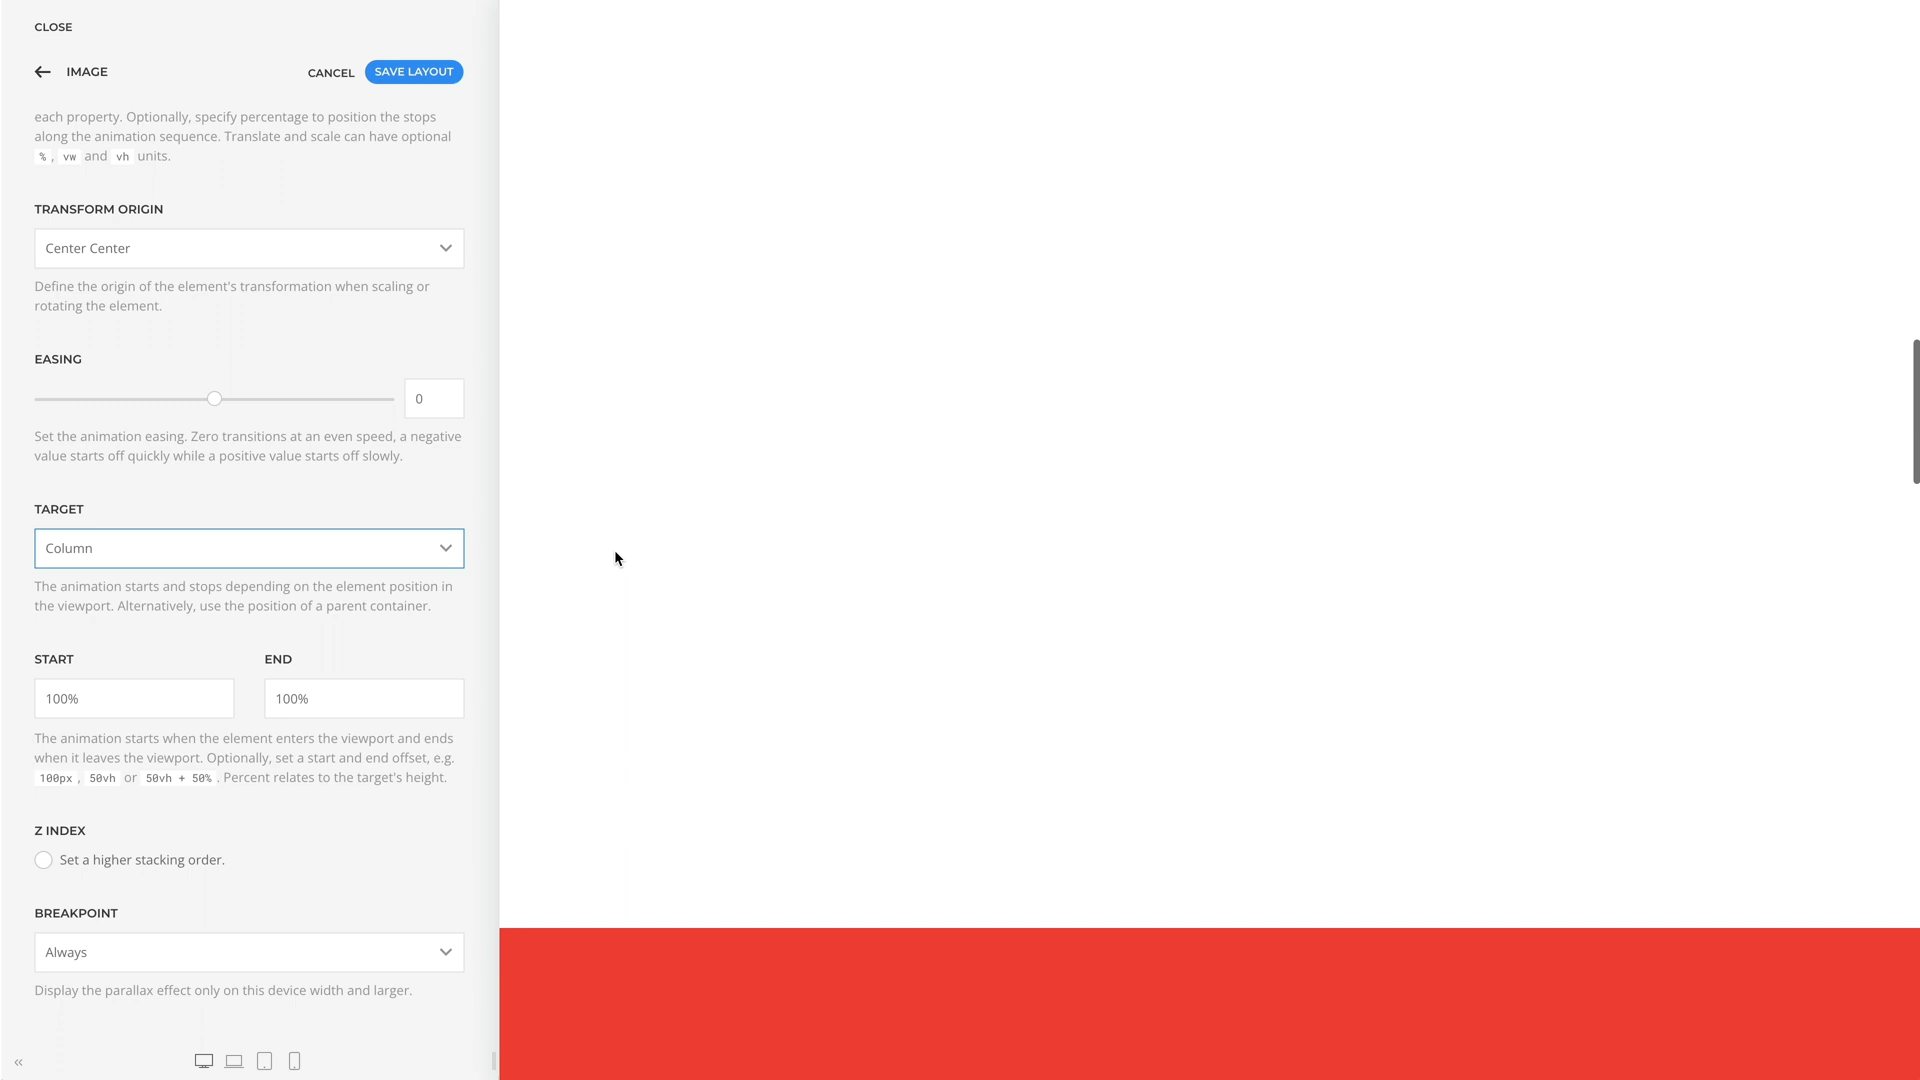 CLOSE
IMAGE
CANCEL
SAVE LAYOUT
each property. Optionally, specify percentage to position the stops
along the animation sequence. Translate and scale can have optional
% , vw and vh units.
TRANSFORM ORIGIN
Center Center
Define the origin of the element's transformation when scaling or
rotating the element.
EASING
0
Set the animation easing. Zero transitions at an even speed, a negative
value starts off quickly while a positive value starts off slowly.
TARGET
Column
The animation starts and stops depending on the element position in
the viewport. Alternatively, use the position of a parent container.
START END
100% 100%
The animation starts when the element enters the viewport and ends
when it leaves the viewport. Optionally, set a start and end offset, e.g.
100px , 50vh or 50vh + 50% . Percent relates to the target's height.
Z INDEX
Set a higher stacking order.
BREAKPOINT
Always
Display the parallax effect only on this device width and larger.